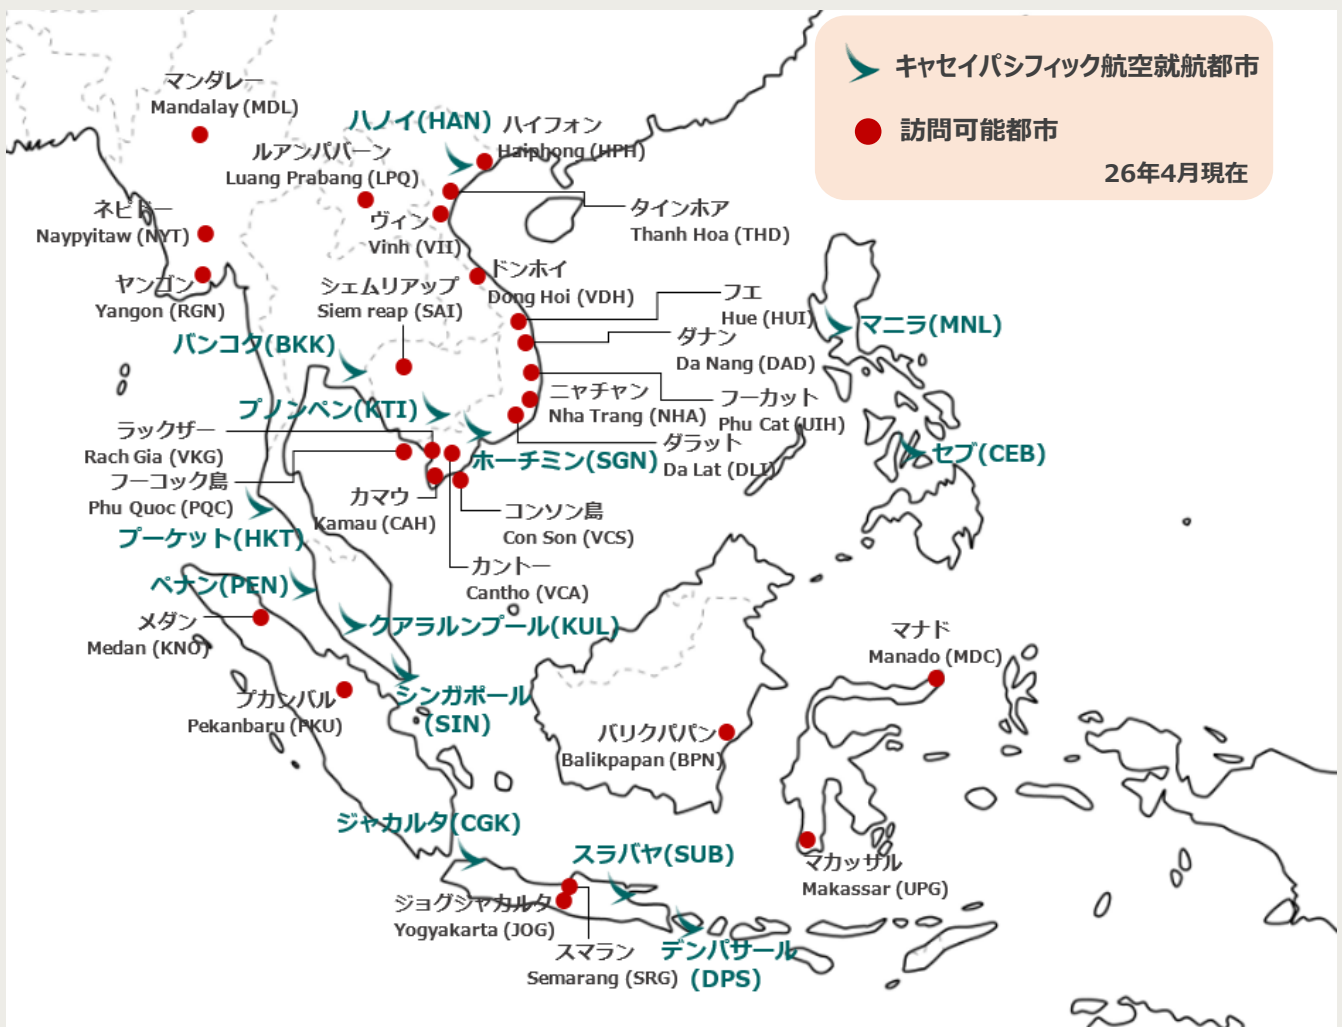 キャセイパシフィック航空就航都市
訪問可能都市
26年4月現在
マンダレー
Mandalay (MDL)
ハノイ(HAN)
ハイフォン
Haiphong (HPH)
ルアンパバーン
Luang Prabang (LPQ)
ネピドー
Naypyitaw (NYT)
ヴィン
Vinh (VII)
タインホア
Thanh Hoa (THD)
ヤンゴン
Yangon (RGN)
シェムリアップ
Siem reap (SAI)
ドンホイ
Dong Hoi (VDH)
フエ
Hue (HUI)
マニラ(MNL)
バンコク(BKK)
ダナン
Da Nang (DAD)
プノンペン(KTI)
ニャチャン
Nha Trang (NHA)
フーカット
Phu Cat (UIH)
ラックザー
Rach Gia (VKG)
ホーチミン(SGN)
ダラット
Da Lat (DLI)
セブ(CEB)
フーコック島
Phu Quoc (PQC)
カマウ
Kamau (CAH)
コンソン島
Con Son (VCS)
プーケット(HKT)
カントー
Cantho (VCA)
ペナン(PEN)
メダン
Medan (KNO)
クアラルンプール(KUL)
マナド
Manado (MDC)
プカンバル
Pekanbaru (PKU)
シンガポール
(SIN)
バリクパパン
Balikpapan (BPN)
ジャカルタ(CGK)
スラバヤ(SUB)
マカッサル
Makassar (UPG)
ジョグジャカルタ
Yogyakarta (JOG)
スマラン
Semarang (SRG)
デンパサール
(DPS)